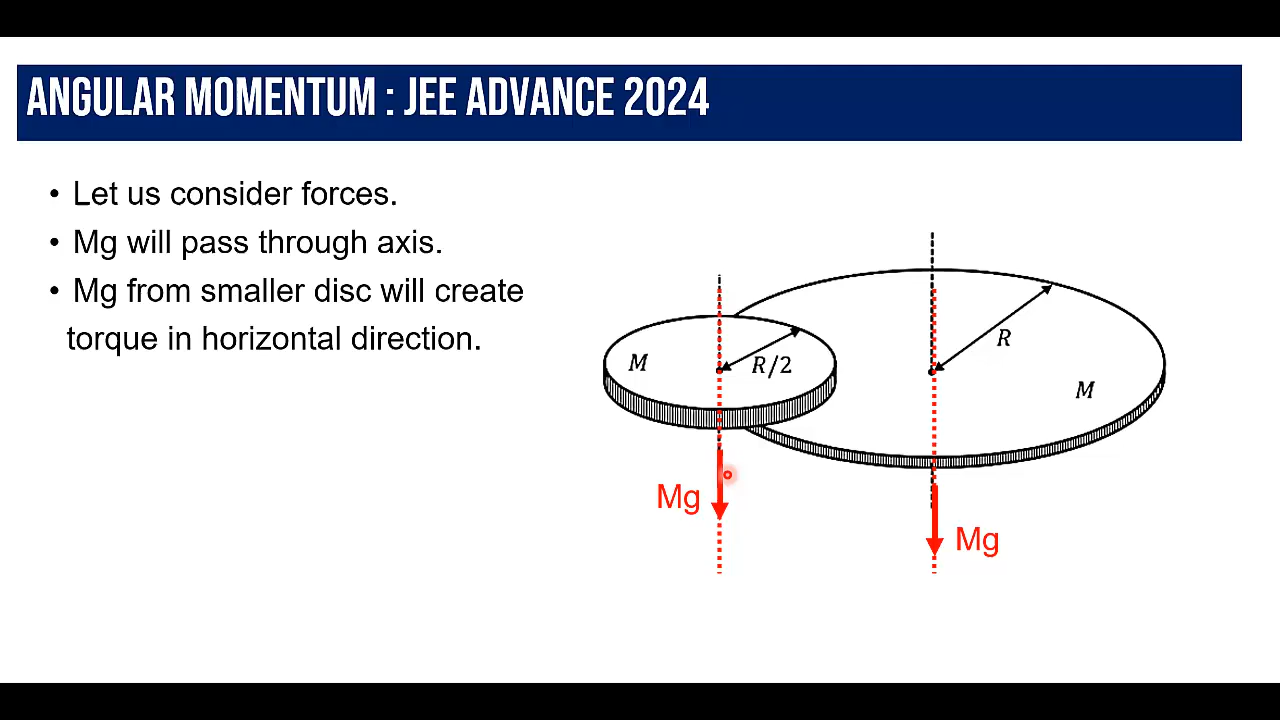 ANGULAR MOMENTUM : JEE ADVANCE 2024
• Let us consider forces.
• Mg will pass through axis.
• Mg from smaller disc will create
torque in horizontal direction.
R
M
R/2
M
Mg
Mg